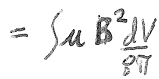 = ∫ μ B² dV/8π